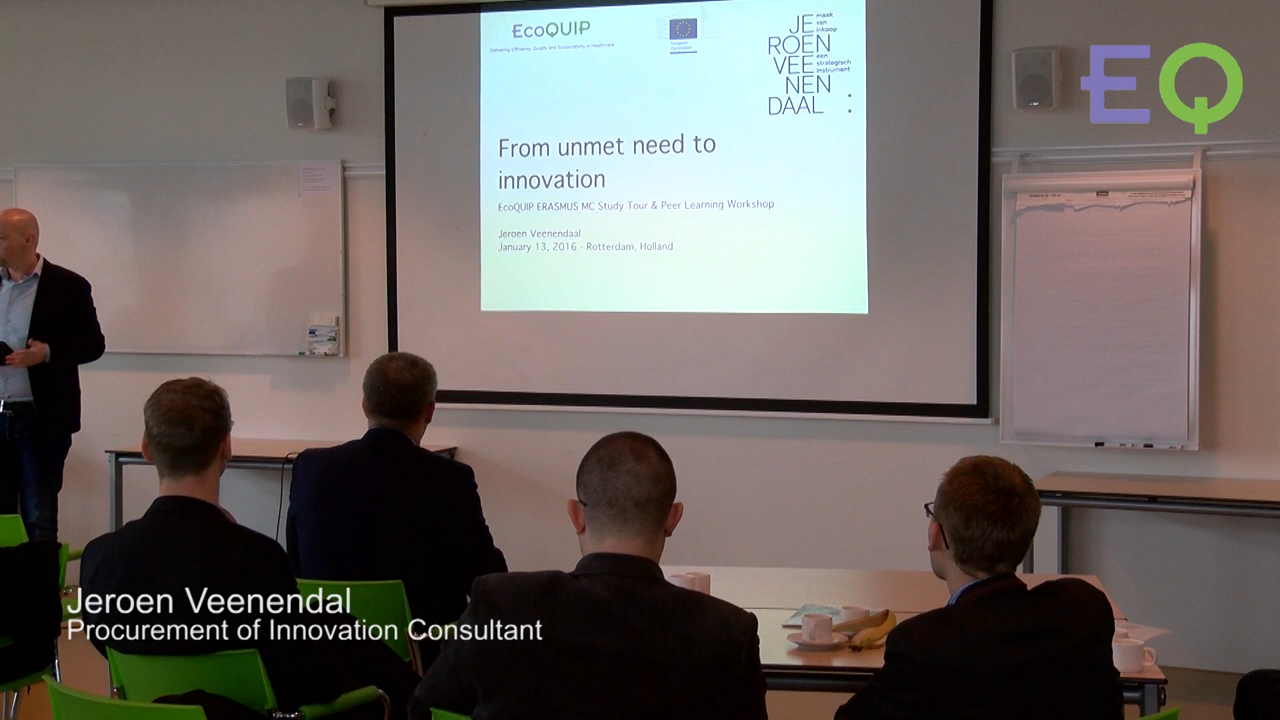 EcoQUIP
Delivering Efficiency, Quality and Sustainability in Healthcare
European
Commission
JE
ROEN
VEE
NEN
DAAL :
maak
van
inkoop
een
strategisch
instrument
EQ
From unmet need to
innovation
EcoQUIP ERASMUS MC Study Tour & Peer Learning Workshop
Jeroen Veenendaal
January 13, 2016 - Rotterdam, Holland
Jeroen Veenendal
Procurement of Innovation Consultant